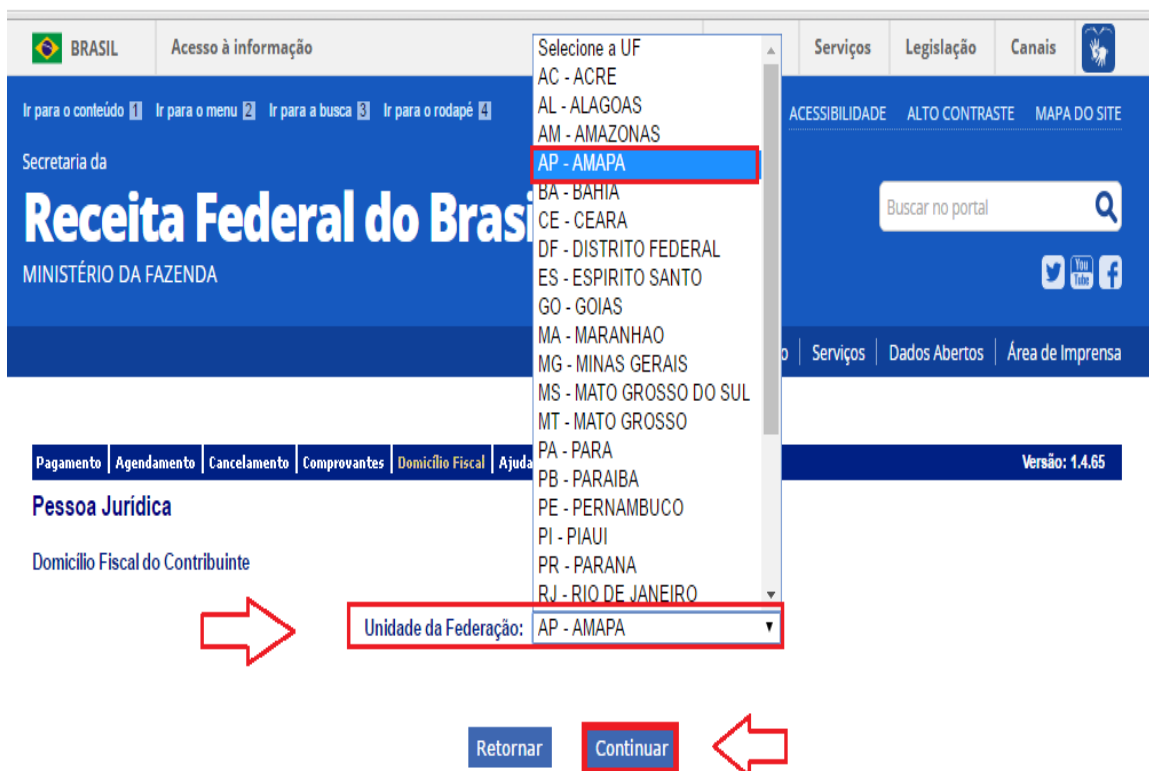 BRASIL
Acesso à informação
Serviços
Legislação
Canais
Ir para o conteúdo 1 Ir para o menu 2 Ir para a busca 3 Ir para o rodapé 4
ACESSIBILIDADE ALTO CONTRASTE MAPA DO SITE
Secretaria da
Receita Federal do Brasi
MINISTÉRIO DA FAZENDA
Buscar no portal
You
Tube
Serviços
Dados Abertos
Área de Imprensa
Selecione a UF
AC - ACRE
AL - ALAGOAS
AM - AMAZONAS
AP - AMAPA
BA - BAHIA
CE - CEARA
DF - DISTRITO FEDERAL
ES - ESPIRITO SANTO
GO - GOIAS
MA - MARANHAO
MG - MINAS GERAIS
MS - MATO GROSSO DO SUL
MT - MATO GROSSO
PA - PARA
PB - PARAIBA
PE - PERNAMBUCO
PI - PIAUI
PR - PARANA
RJ - RIO DE JANEIRO
Pagamento Agendamento Cancelamento Comprovantes Domicílio Fiscal Ajuda
Versão: 1.4.65
Pessoa Jurídica
Domicílio Fiscal do Contribuinte
Unidade da Federação: AP - AMAPA
Retornar
Continuar